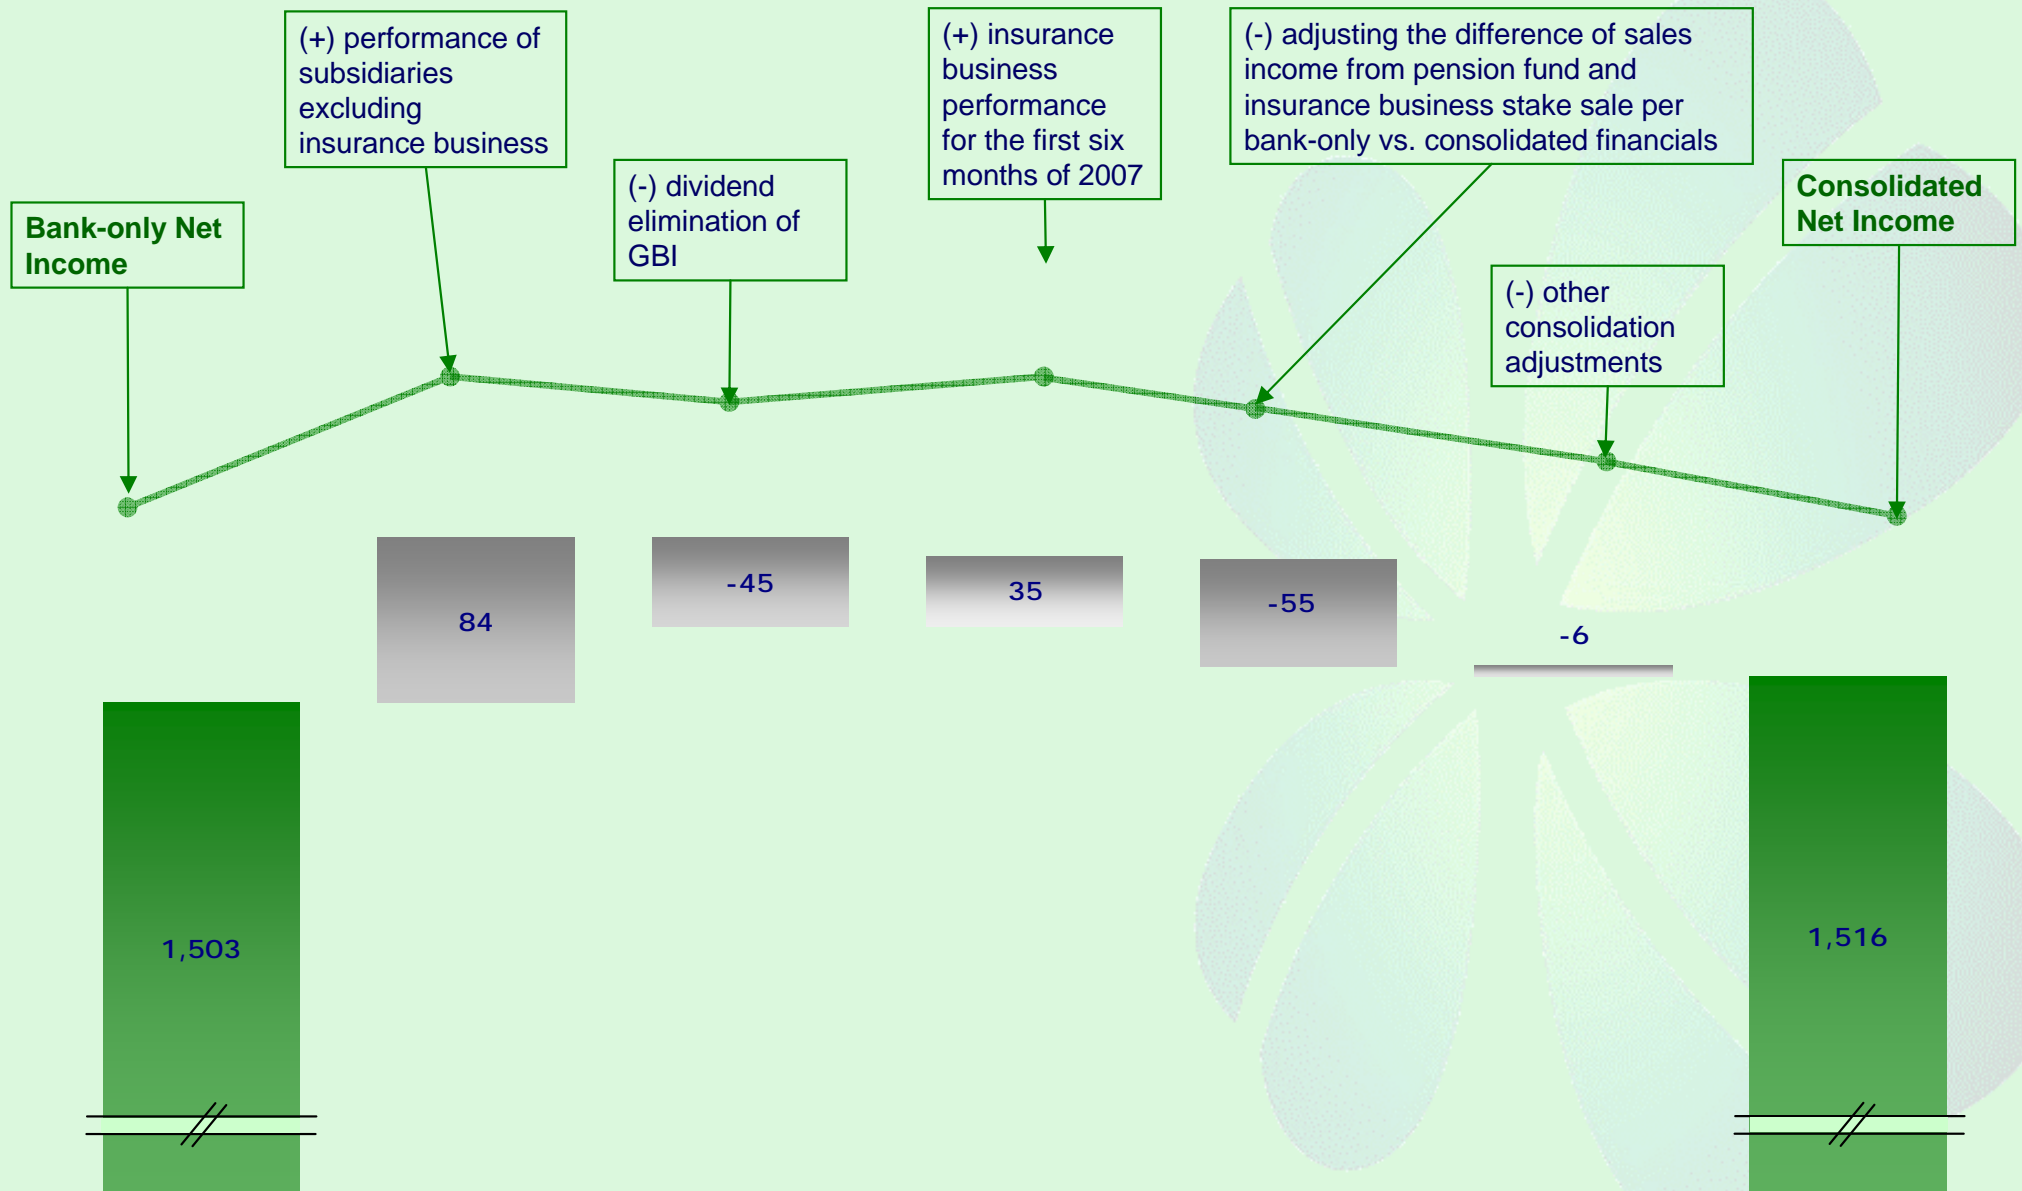 (+) performance of
subsidiaries
excluding
insurance business
(+) insurance
business
performance
for the first six
months of 2007
(-) adjusting the difference of sales
income from pension fund and
insurance business stake sale per
bank-only vs. consolidated financials
(-) dividend
elimination of
GBI
Consolidated
Net Income
Bank-only Net
Income
(-) other
consolidation
adjustments
84
-45
35
-55
-6
1,503
1,516